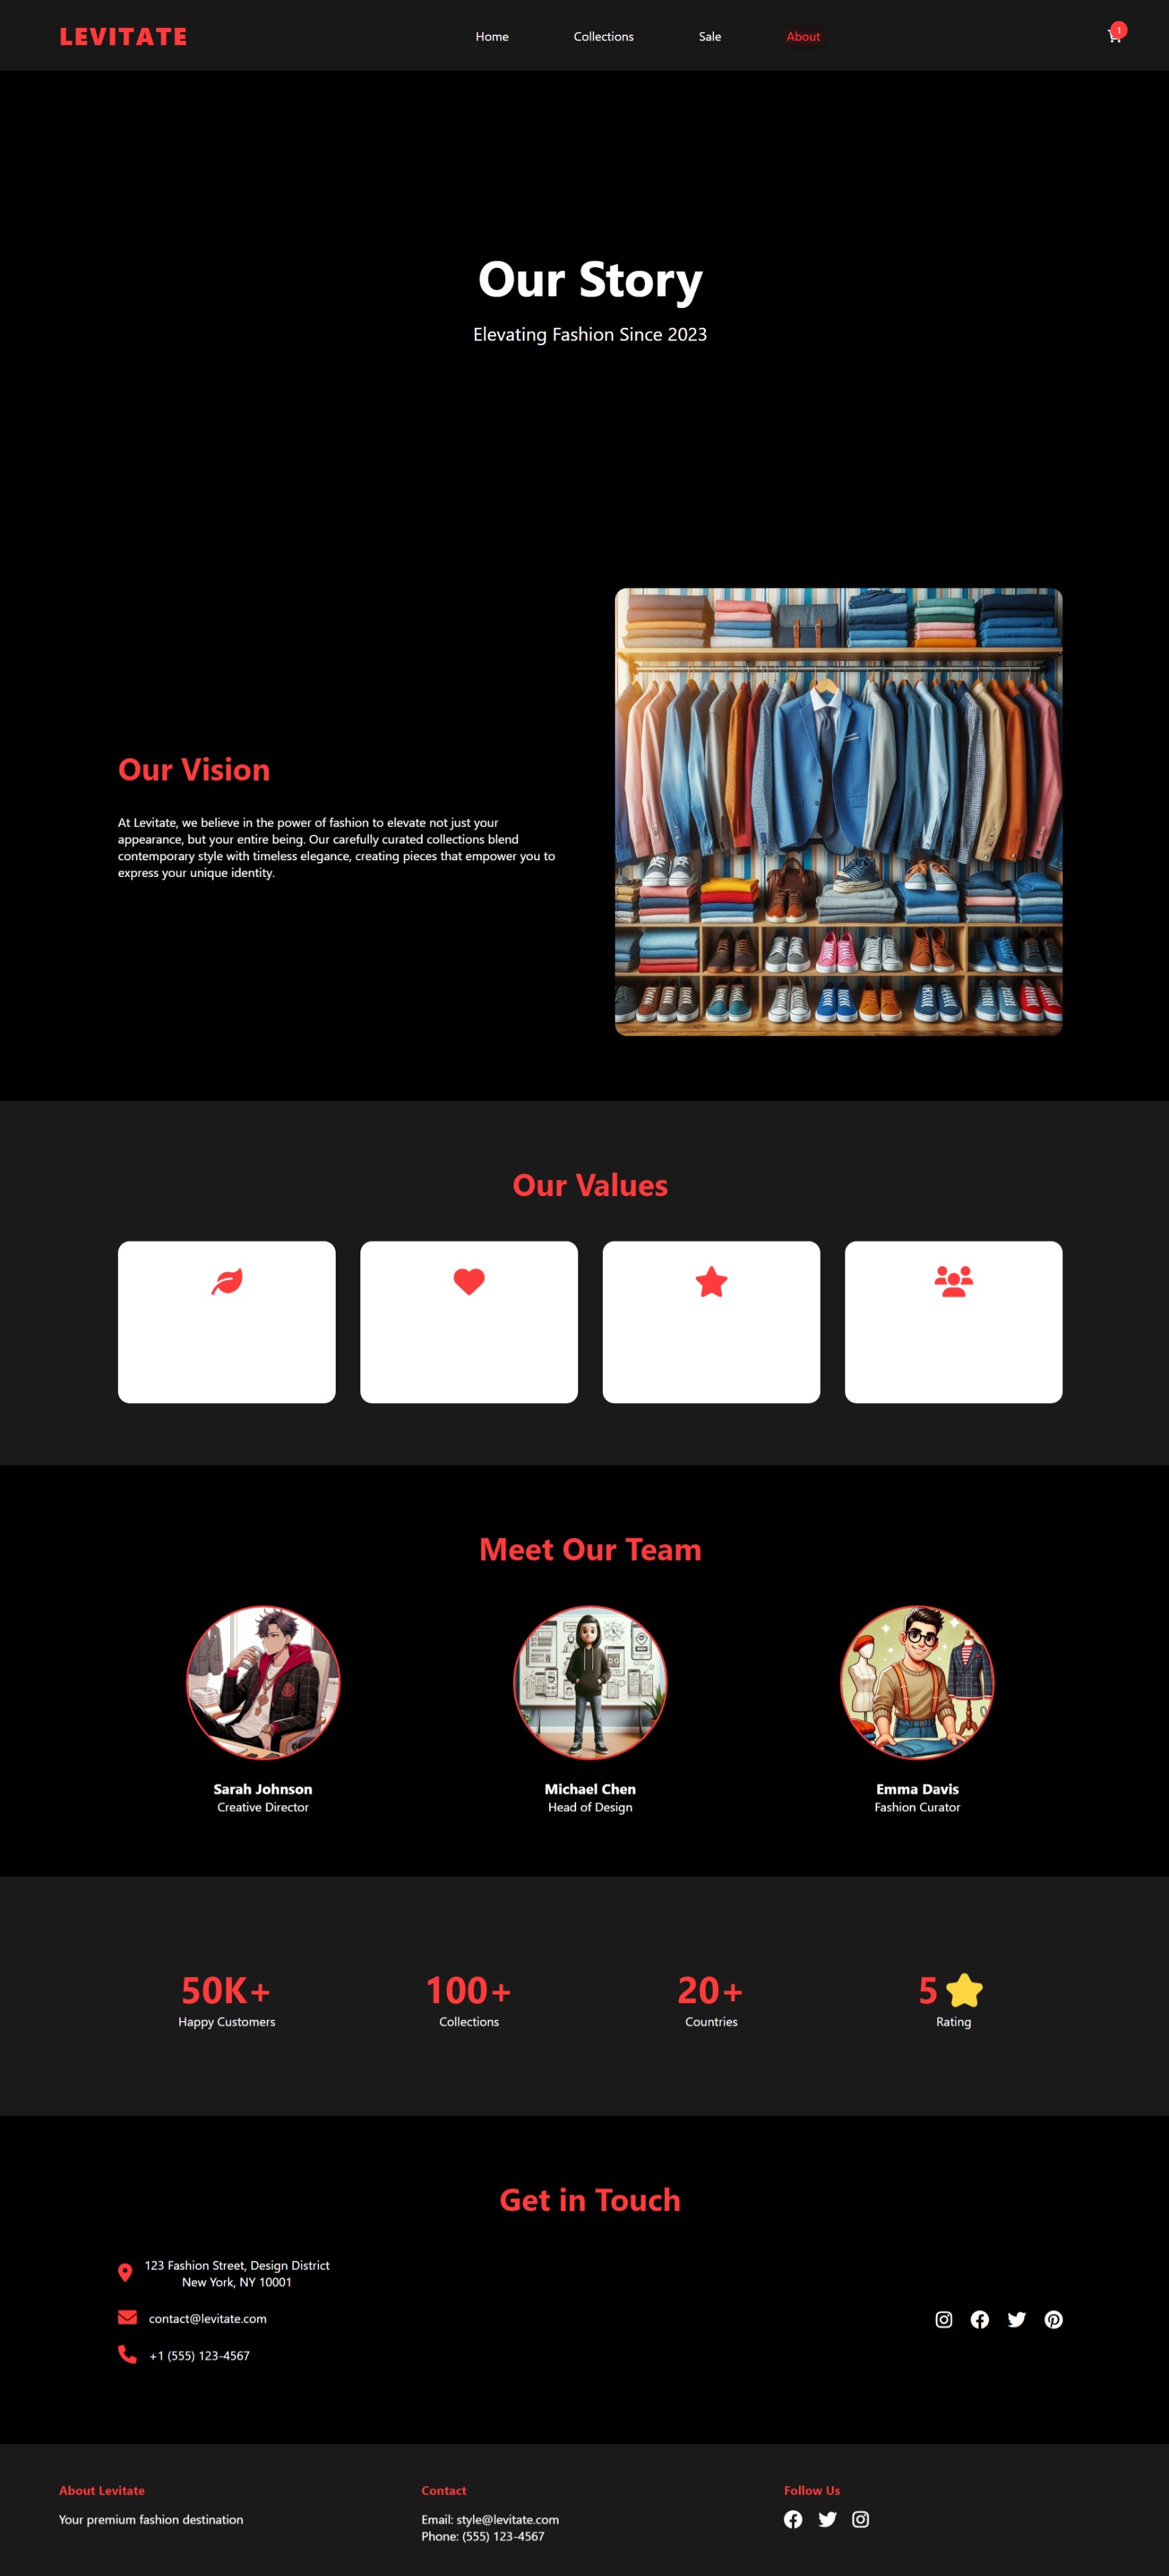 LEVITATE
Home
Collections
Sale
About
1
Our Story
Elevating Fashion Since 2023
Our Vision
At Levitate, we believe in the power of fashion to elevate not just your
appearance, but your entire being. Our carefully curated collections blend
contemporary style with timeless elegance, creating pieces that empower you to
express your unique identity.
Our Values
Meet Our Team
Sarah Johnson
Creative Director
Michael Chen
Head of Design
Emma Davis
Fashion Curator
50K+
Happy Customers
100+
Collections
20+
Countries
5
Rating
Get in Touch
123 Fashion Street, Design District
New York, NY 10001
contact@levitate.com
+1 (555) 123-4567
About Levitate
Your premium fashion destination
Contact
Email: style@levitate.com
Phone: (555) 123-4567
Follow Us